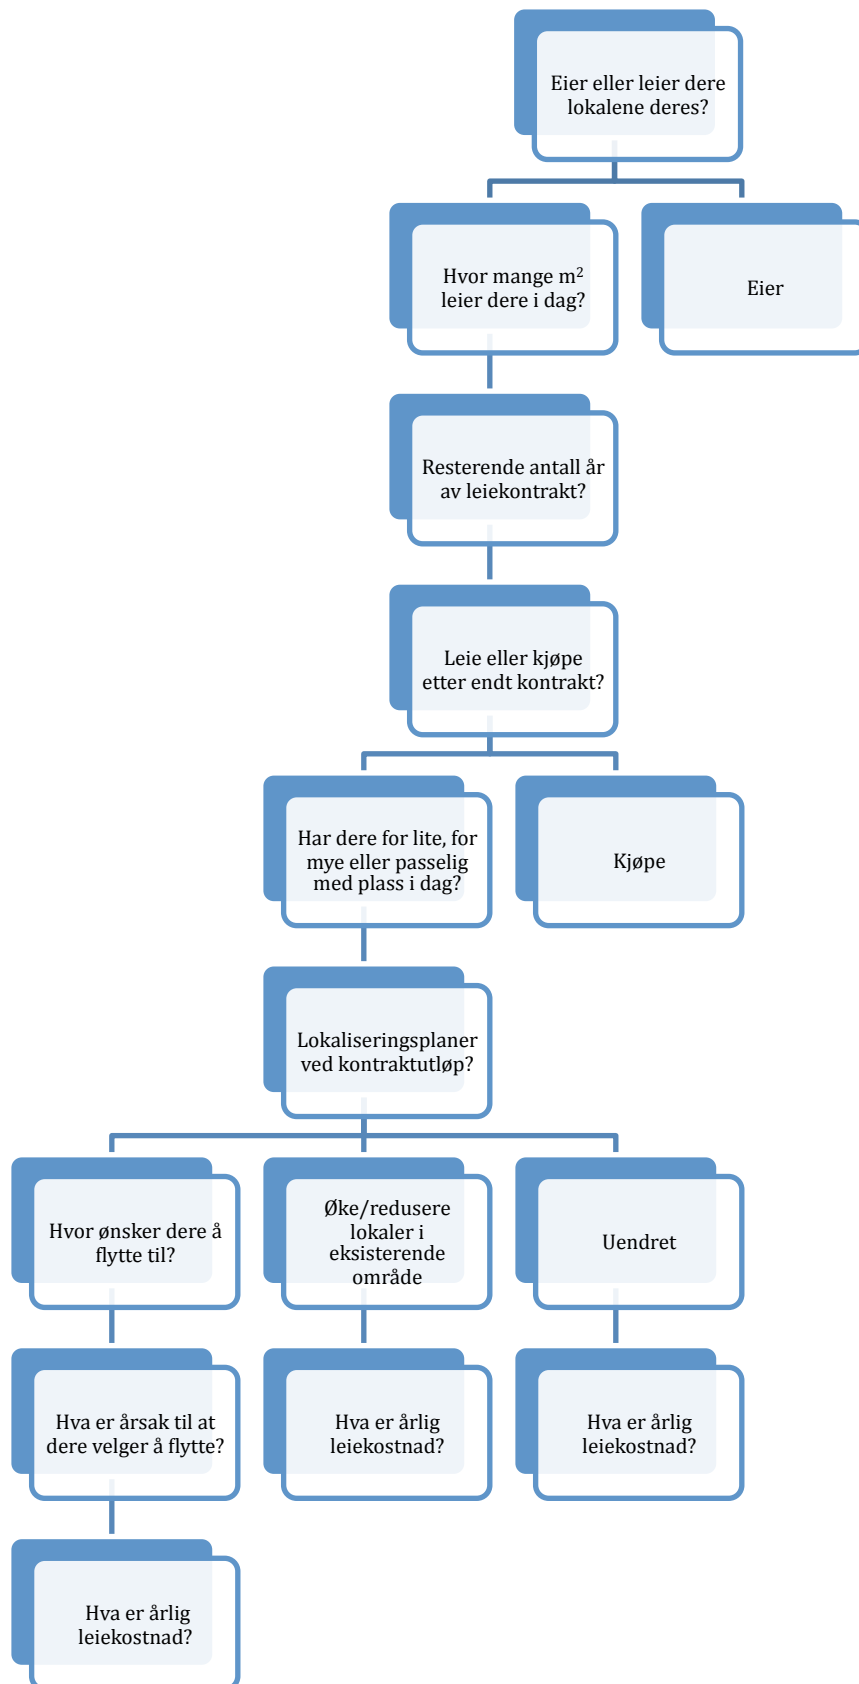 Eier eller leier dere
lokalene deres?
Hvor mange m²
leier dere i dag?
Eier
Resterende antall år
av leiekontrakt?
Leie eller kjøpe
etter endt kontrakt?
Har dere for lite, for
mye eller passelig
med plass i dag?
Kjøpe
Lokaliseringsplaner
ved kontraktutløp?
Hvor ønsker dere å
flytte til?
Øke/redusere
lokaler i
eksisterende
område
Uendret
Hva er årsak til at
dere velger å flytte?
Hva er årlig
leiekostnad?
Hva er årlig
leiekostnad?
Hva er årlig
leiekostnad?